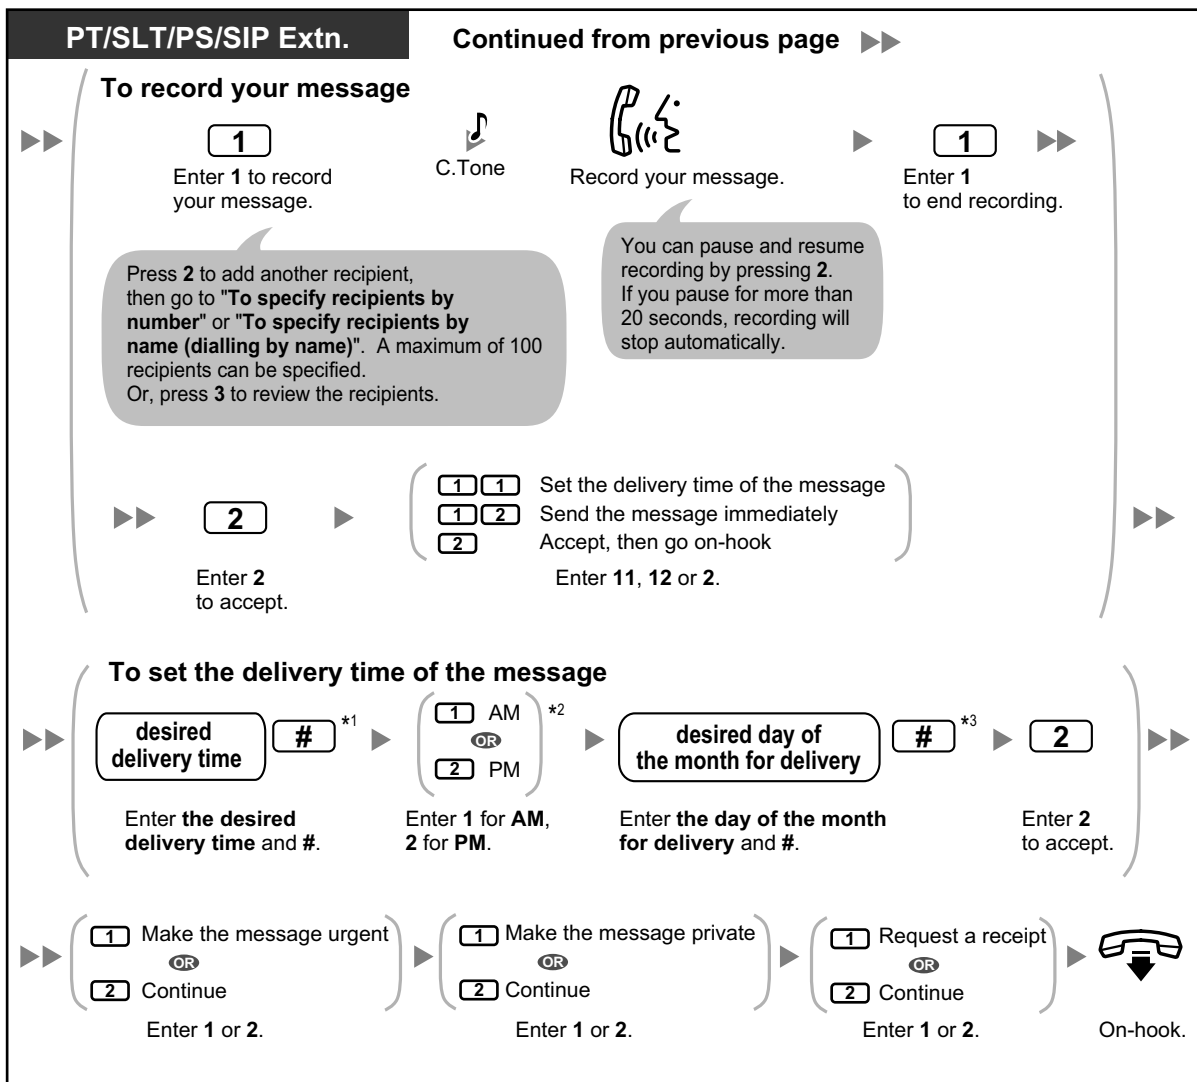 PT/SLT/PS/SIP Extn.
Continued from previous page
To record your message
1
C.Tone
1
Enter 1 to record
your message.
Record your message.
Enter 1
to end recording.
Press 2 to add another recipient,
then go to "To specify recipients by
number" or "To specify recipients by
name (dialling by name)".  A maximum of 100
recipients can be specified.
Or, press 3 to review the recipients.
You can pause and resume
recording by pressing 2.
If you pause for more than
20 seconds, recording will
stop automatically.
2
Enter 2
to accept.
1 1 Set the delivery time of the message
1 2 Send the message immediately
2 Accept, then go on-hook
Enter 11, 12 or 2.
To set the delivery time of the message
desired
delivery time
# *1
Enter the desired
delivery time and #.
1 AM *2
OR
2 PM
Enter 1 for AM,
2 for PM.
desired day of
the month for delivery
# *3
Enter the day of the month
for delivery and #.
2
Enter 2
to accept.
1 Make the message urgent
OR
2 Continue
Enter 1 or 2.
1 Make the message private
OR
2 Continue
Enter 1 or 2.
1 Request a receipt
OR
2 Continue
Enter 1 or 2.
On-hook.